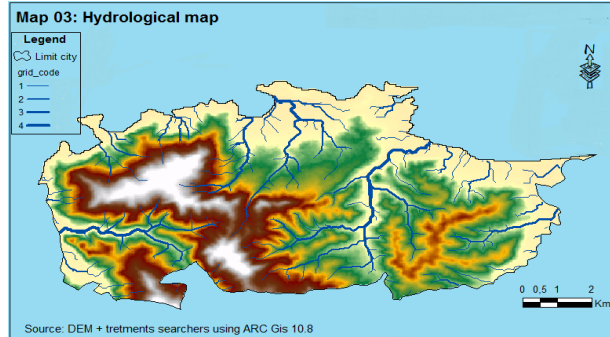 Map 03: Hydrological map
Legend
Limit city
grid_code
1
2
3
4
N
0 0,5 1 2
Km
Source: DEM + tretments searchers using ARC Gis 10.8